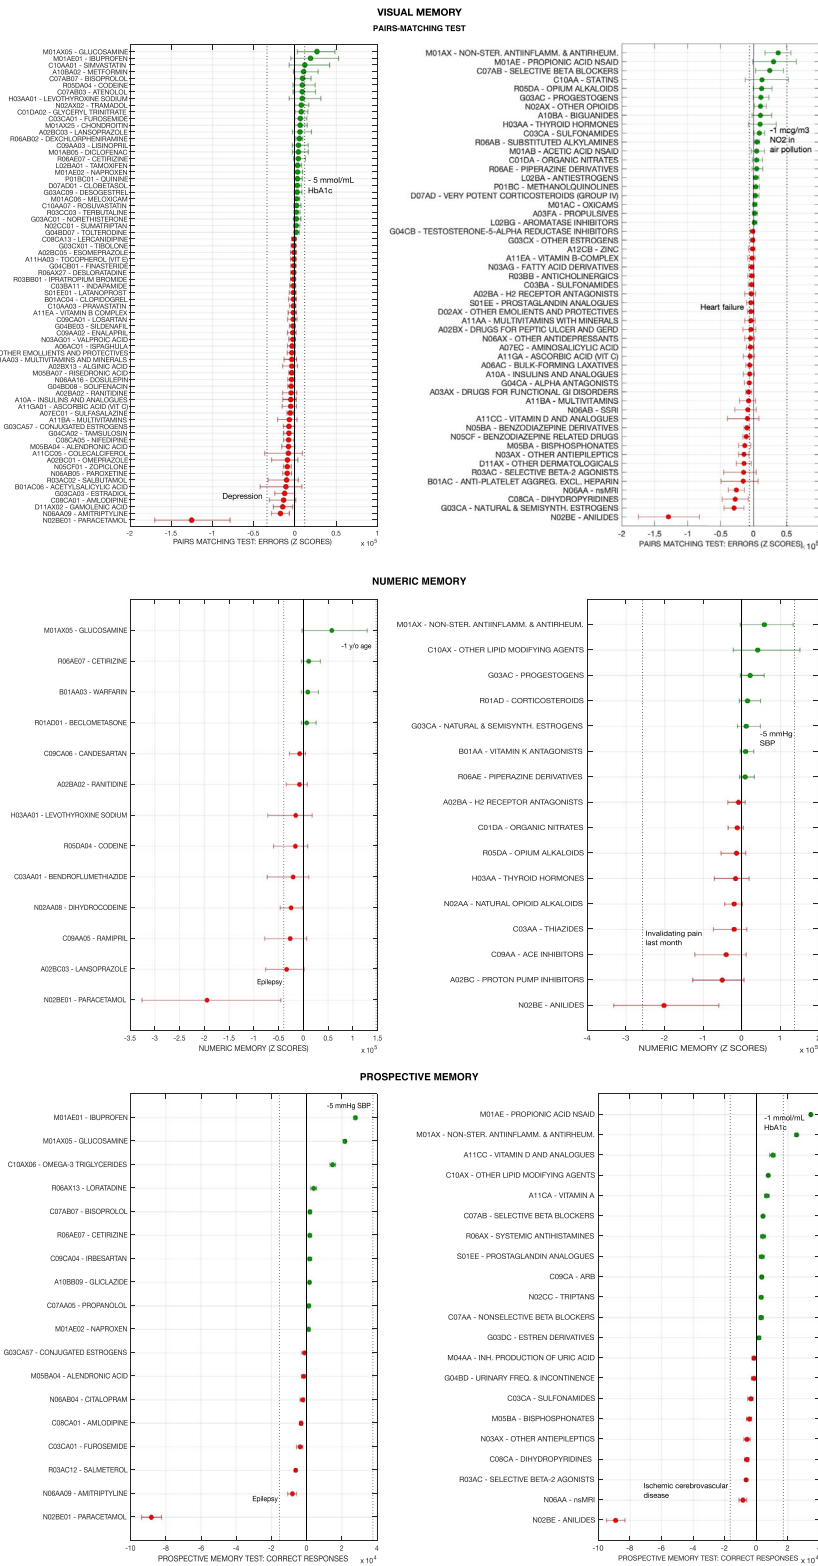 VISUAL MEMORY
PAIRS-MATCHING TEST
M01AX05 - GLUCOSAMINE
M01AE01 - IBUPROFEN
C10AA01 - SIMVASTATIN
A10BA02 - METFORMIN
C07AB07 - BISOPROLOL
R05DA04 - CODEINE
C07AB03 - ATENOLOL
H03AA01 - LEVOTHYROXINE SODIUM
N02AX02 - TRAMADOL
C01DA02 - GLYCERYL TRINITRATE
C03CA01 - FUROSEMIDE
M01AX25 - CHONDROITIN
A02BC03 - LANSOPRAZOLE
R06AB02 - DEXCHLORPHENIRAMINE
C09AA03 - LISINOPRIL
M01AB05 - DICLOFENAC
R06AE07 - CETIRIZINE
L02BA01 - TAMOXIFEN
M01AE02 - NAPROXEN
P01BC01 - QUININE
D07AD01 - CLOBETASOL
G03AC09 - DESOGESTREL
M01AC06 - MELOXICAM
C10AA07 - ROSUVASTATIN
R03CC03 - TERBUTALINE
G03AC01 - NORETHISTERONE
N02CC01 - SUMATRIPTAN
G04BD07 - TOLTERODINE
C08CA13 - LERCANIDIPINE
G03CX01 - TIBOLONE
A02BC05 - ESOMEPRAZOLE
A11HA03 - TOCOPHEROL (VIT E)
G04CB01 - FINASTERIDE
R06AX27 - DESLORATADINE
R03BB01 - IPRATROPIUM BROMIDE
C03BA11 - INDAPAMIDE
S01EE01 - LATANOPROST
B01AC04 - CLOPIDOGREL
C10AA03 - PRAVASTATIN
A11EA - VITAMIN B COMPLEX
C09CA01 - LOSARTAN
G04BE03 - SILDENAFIL
C09AA02 - ENALAPRIL
N03AG01 - VALPROIC ACID
A06AC01 - ISPAGHULA
OTHER EMOLLIENTS AND PROTECTIVES
AA03 - MULTIVITAMINS AND MINERALS
A02BX13 - ALGINIC ACID
M05BA07 - RISEDRONIC ACID
N06AA16 - DOSULEPIN
G04BD08 - SOLIFENACIN
A02BA02 - RANITIDINE
A10A - INSULINS AND ANALOGUES
A11GA01 - ASCORBIC ACID (VIT C)
A07EC01 - SULFASALAZINE
A11BA - MULTIVITAMINS
G03CA57 - CONJUGATED ESTROGENS
G04CA02 - TAMSULOSIN
C08CA05 - NIFEDIPINE
M05BA04 - ALENDRONIC ACID
A11CC05 - COLECALCIFEROL
A02BC01 - OMEPRAZOLE
N05CF01 - ZOPICLONE
N06AB05 - PAROXETINE
R03AC02 - SALBUTAMOL
B01AC06 - ACETYLSALICYLIC ACID
G03CA03 - ESTRADIOL
C08CA01 - AMLODIPINE
D11AX02 - GAMOLENIC ACID
N06AA09 - AMITRIPTYLINE
N02BE01 - PARACETAMOL
- 5 mmol/mL
HbA1c
Depression
-2 -1.5 -1 -0.5 0 0.5 1
PAIRS MATCHING TEST: ERRORS (Z SCORES) x 10⁵
M01AX - NON-STER. ANTIINFLAMM. & ANTIRHEUM.
M01AE - PROPIONIC ACID NSAID
C07AB - SELECTIVE BETA BLOCKERS
C10AA - STATINS
R05DA - OPIUM ALKALOIDS
G03AC - PROGESTOGENS
N02AX - OTHER OPIOIDS
A10BA - BIGUANIDES
H03AA - THYROID HORMONES
C03CA - SULFONAMIDES
R06AB - SUBSTITUTED ALKYLAMINES
M01AB - ACETIC ACID NSAID
C01DA - ORGANIC NITRATES
R06AE - PIPERAZINE DERIVATIVES
L02BA - ANTIESTROGENS
P01BC - METHANOLQUINOLINES
D07AD - VERY POTENT CORTICOSTEROIDS (GROUP IV)
M01AC - OXICAMS
A03FA - PROPULSIVES
L02BG - AROMATASE INHIBITORS
G04CB - TESTOSTERONE-5-ALPHA REDUCTASE INHIBITORS
G03CX - OTHER ESTROGENS
A12CB - ZINC
A11EA - VITAMIN B-COMPLEX
N03AG - FATTY ACID DERIVATIVES
R03BB - ANTICHOLINERGICS
C03BA - SULFONAMIDES
A02BA - H2 RECEPTOR ANTAGONISTS
S01EE - PROSTAGLANDIN ANALOGUES
D02AX - OTHER EMOLIENTS AND PROTECTIVES
A11AA - MULTIVITAMINS WITH MINERALS
A02BX - DRUGS FOR PEPTIC ULCER AND GERD
N06AX - OTHER ANTIDEPRESSANTS
A07EC - AMINOSALICYLIC ACID
A11GA - ASCORBIC ACID (VIT C)
A06AC - BULK-FORMING LAXATIVES
A10A - INSULINS AND ANALOGUES
G04CA - ALPHA ANTAGONISTS
A03AX - DRUGS FOR FUNCTIONAL GI DISORDERS
A11BA - MULTIVITAMINS
N06AB - SSRI
A11CC - VITAMIN D AND ANALOGUES
N05BA - BENZODIAZEPINE DERIVATIVES
N05CF - BENZODIAZEPINE RELATED DRUGS
M05BA - BISPHOSPHONATES
N03AX - OTHER ANTIEPILEPTICS
D11AX - OTHER DERMATOLOGICALS
R03AC - SELECTIVE BETA-2 AGONISTS
B01AC - ANTI-PLATELET AGGREG. EXCL. HEPARIN
N06AA - nsMRI
C08CA - DIHYDROPYRIDINES
G03CA - NATURAL & SEMISYNTH. ESTROGENS
N02BE - ANILIDES
-1 mcg/m3
NO2 in
air pollution
Heart failure
-2 -1.5 -1 -0.5 0 0.5
PAIRS MATCHING TEST: ERRORS (Z SCORES) x 10⁵
NUMERIC MEMORY
M01AX05 - GLUCOSAMINE
R06AE07 - CETIRIZINE
B01AA03 - WARFARIN
R01AD01 - BECLOMETASONE
C09CA06 - CANDESARTAN
A02BA02 - RANITIDINE
H03AA01 - LEVOTHYROXINE SODIUM
R05DA04 - CODEINE
C03AA01 - BENDROFLUMETHIAZIDE
N02AA08 - DIHYDROCODEINE
C09AA05 - RAMIPRIL
A02BC03 - LANSOPRAZOLE
N02BE01 - PARACETAMOL
-1 y/o age
Epilepsy
-3.5 -3 -2.5 -2 -1.5 -1 -0.5 0 0.5 1 1.5
NUMERIC MEMORY (Z SCORES) x 10⁵
M01AX - NON-STER. ANTIINFLAMM. & ANTIRHEUM.
C10AX - OTHER LIPID MODIFYING AGENTS
G03AC - PROGESTOGENS
R01AD - CORTICOSTEROIDS
G03CA - NATURAL & SEMISYNTH. ESTROGENS
B01AA - VITAMIN K ANTAGONISTS
R06AE - PIPERAZINE DERIVATIVES
A02BA - H2 RECEPTOR ANTAGONISTS
C01DA - ORGANIC NITRATES
R05DA - OPIUM ALKALOIDS
H03AA - THYROID HORMONES
N02AA - NATURAL OPIOID ALKALOIDS
C03AA - THIAZIDES
C09AA - ACE INHIBITORS
A02BC - PROTON PUMP INHIBITORS
N02BE - ANILIDES
-5 mmHg
SBP
Invalidating pain
last month
-4 -3 -2 -1 0 1 2
NUMERIC MEMORY (Z SCORES) x 10⁵
PROSPECTIVE MEMORY
M01AE01 - IBUPROFEN
M01AX05 - GLUCOSAMINE
C10AX06 - OMEGA-3 TRIGLYCERIDES
R06AX13 - LORATADINE
C07AB07 - BISOPROLOL
R06AE07 - CETIRIZINE
C09CA04 - IRBESARTAN
A10BB09 - GLICLAZIDE
C07AA05 - PROPANOLOL
M01AE02 - NAPROXEN
G03CA57 - CONJUGATED ESTROGENS
M05BA04 - ALENDRONIC ACID
N06AB04 - CITALOPRAM
C08CA01 - AMLODIPINE
C03CA01 - FUROSEMIDE
R03AC12 - SALMETEROL
N06AA09 - AMITRIPTYLINE
N02BE01 - PARACETAMOL
-5 mmHg SBP
Epilepsy
-10 -8 -6 -4 -2 0 2 4
PROSPECTIVE MEMORY TEST: CORRECT RESPONSES x 10⁴
M01AE - PROPIONIC ACID NSAID
M01AX - NON-STER. ANTIINFLAMM. & ANTIRHEUM.
A11CC - VITAMIN D AND ANALOGUES
C10AX - OTHER LIPID MODIFYING AGENTS
A11CA - VITAMIN A
C07AB - SELECTIVE BETA BLOCKERS
R06AX - SYSTEMIC ANTIHISTAMINES
S01EE - PROSTAGLANDIN ANALOGUES
C09CA - ARB
N02CC - TRIPTANS
C07AA - NONSELECTIVE BETA BLOCKERS
G03DC - ESTREN DERIVATIVES
M04AA - INH. PRODUCTION OF URIC ACID
G04BD - URINARY FREQ. & INCONTINENCE
C03CA - SULFONAMIDES
M05BA - BISPHOSPHONATES
N03AX - OTHER ANTIEPILEPTICS
C08CA - DIHYDROPYRIDINES
R03AC - SELECTIVE BETA-2 AGONISTS
N06AA - nsMRI
N02BE - ANILIDES
-1 mmol/mL
HbA1c
Ischemic cerebrovascular
disease
-10 -8 -6 -4 -2 0 2 4
PROSPECTIVE MEMORY TEST: CORRECT RESPONSES x 10⁴